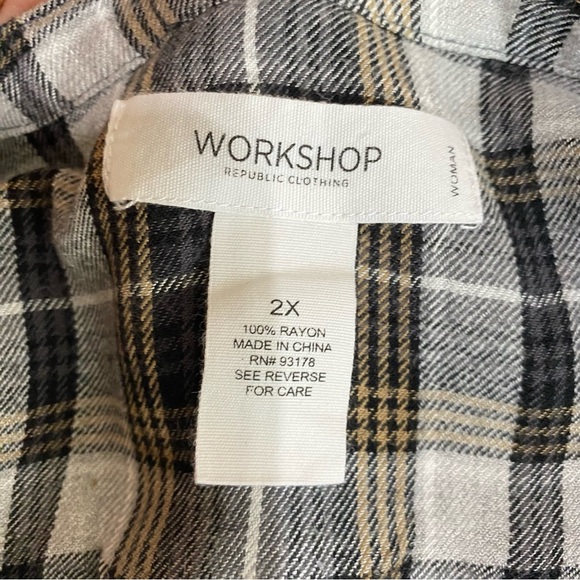 WORKSHOP
REPUBLIC CLOTHING
WOMAN
2X
100% RAYON
MADE IN CHINA
RN# 93178
SEE REVERSE
FOR CARE